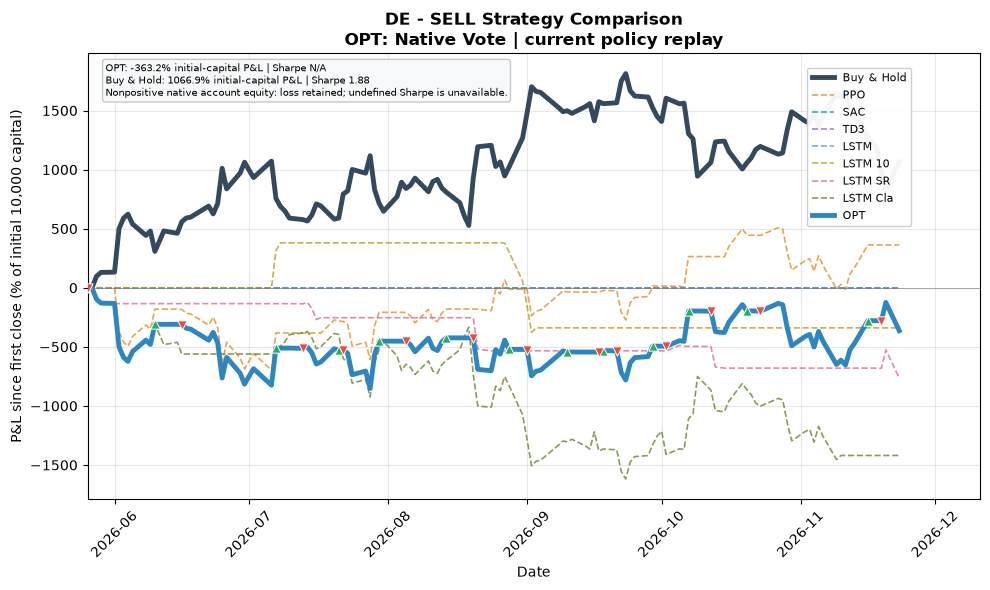 DE - SELL Strategy Comparison
OPT: Native Vote | current policy replay
OPT: -363.2% initial-capital P&L | Sharpe N/A
Buy & Hold: 1066.9% initial-capital P&L | Sharpe 1.88
Nonpositive native account equity: loss retained; undefined Sharpe is unavailable.
Buy & Hold
PPO
SAC
TD3
LSTM
LSTM 10
LSTM SR
LSTM Cla
OPT
P&L since first close (% of initial 10,000 capital)
1500
1000
500
0
−500
−1000
−1500
2026-06
2026-07
2026-08
2026-09
2026-10
2026-11
2026-12
Date